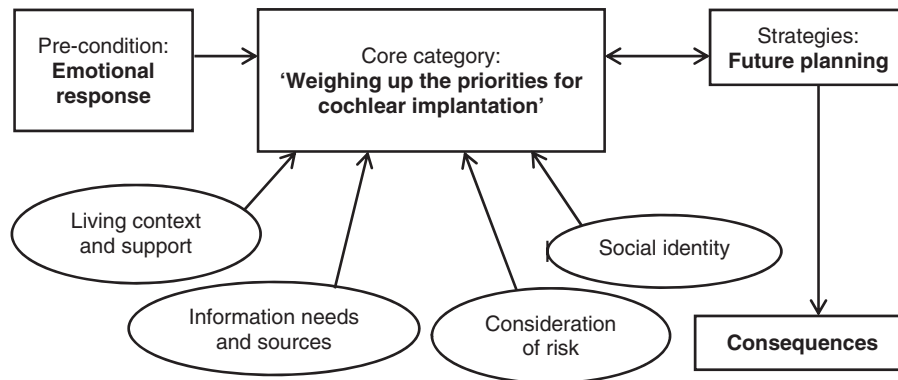 Pre-condition:
Emotional
response
Core category:
‘Weighing up the priorities for
cochlear implantation’
Strategies:
Future planning
Living context
and support
Information needs
and sources
Consideration
of risk
Social identity
Consequences